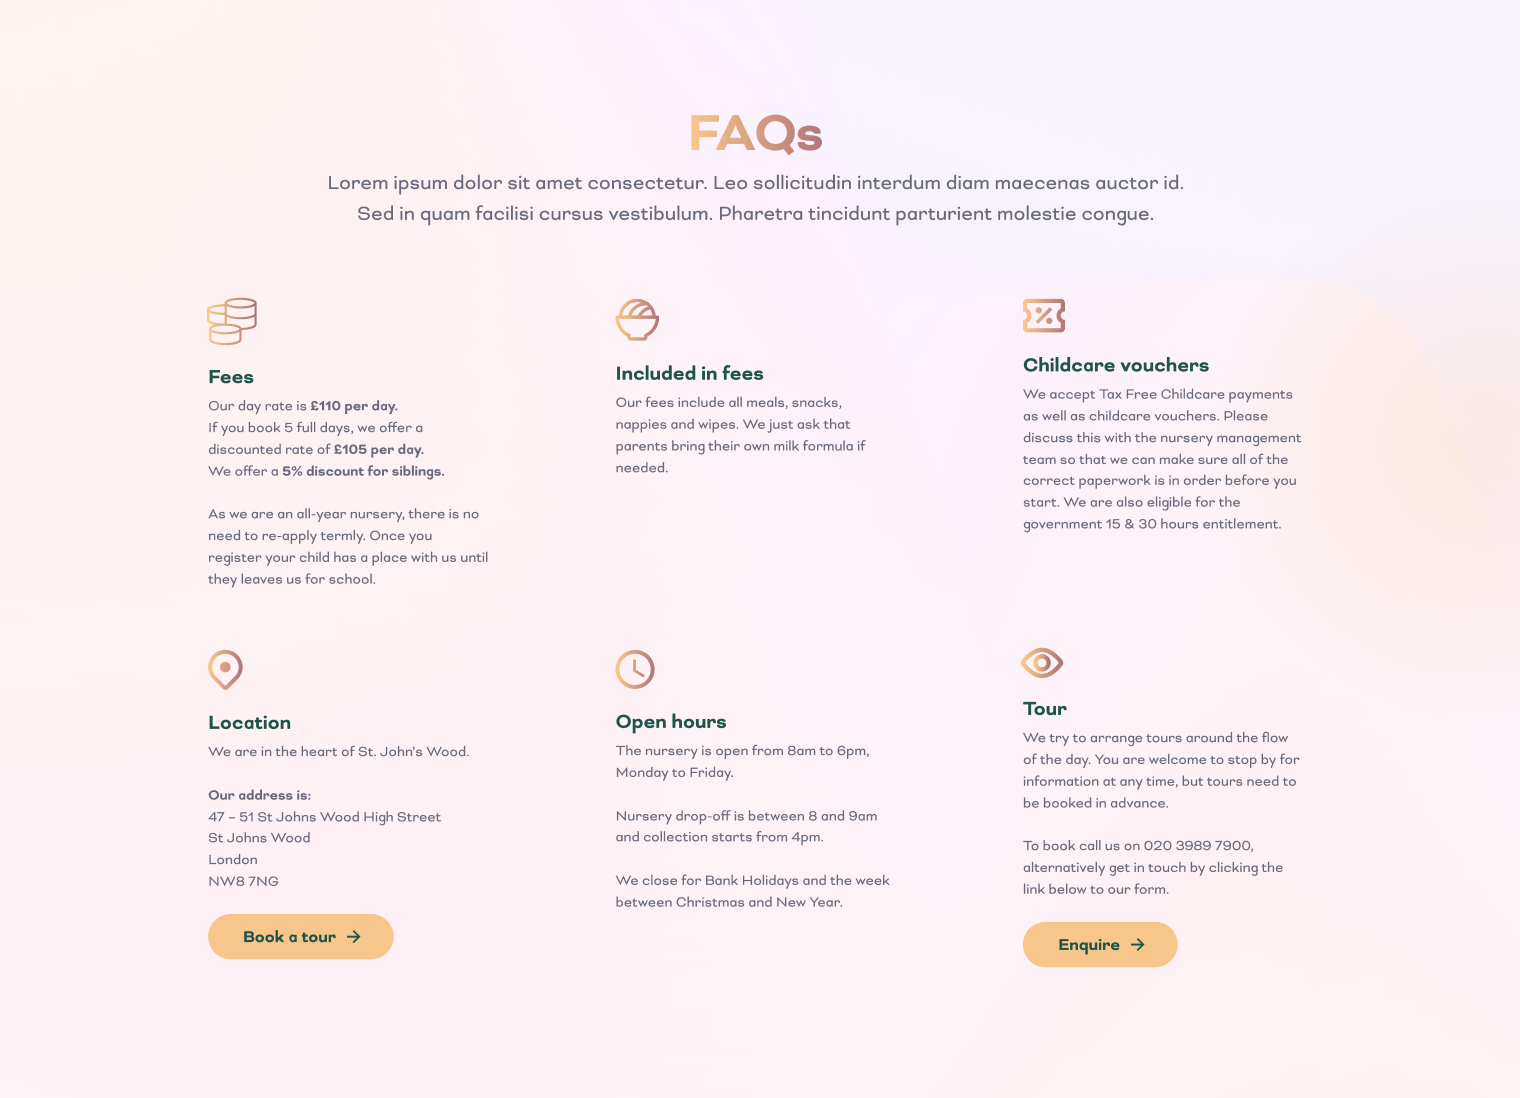 FAQs
Lorem ipsum dolor sit amet consectetur. Leo sollicitudin interdum diam maecenas auctor id.
Sed in quam facilisi cursus vestibulum. Pharetra tincidunt parturient molestie congue.
Fees
Our day rate is £110 per day.
If you book 5 full days, we offer a
discounted rate of £105 per day.
We offer a 5% discount for siblings.
As we are an all-year nursery, there is no
need to re-apply termly. Once you
register your child has a place with us until
they leaves us for school.
Included in fees
Our fees include all meals, snacks,
nappies and wipes. We just ask that
parents bring their own milk formula if
needed.
Childcare vouchers
We accept Tax Free Childcare payments
as well as childcare vouchers. Please
discuss this with the nursery management
team so that we can make sure all of the
correct paperwork is in order before you
start. We are also eligible for the
government 15 & 30 hours entitlement.
Location
We are in the heart of St. John's Wood.
Our address is:
47 – 51 St Johns Wood High Street
St Johns Wood
London
NW8 7NG
Book a tour
Open hours
The nursery is open from 8am to 6pm,
Monday to Friday.
Nursery drop-off is between 8 and 9am
and collection starts from 4pm.
We close for Bank Holidays and the week
between Christmas and New Year.
Tour
We try to arrange tours around the flow
of the day. You are welcome to stop by for
information at any time, but tours need to
be booked in advance.
To book call us on 020 3989 7900,
alternatively get in touch by clicking the
link below to our form.
Enquire